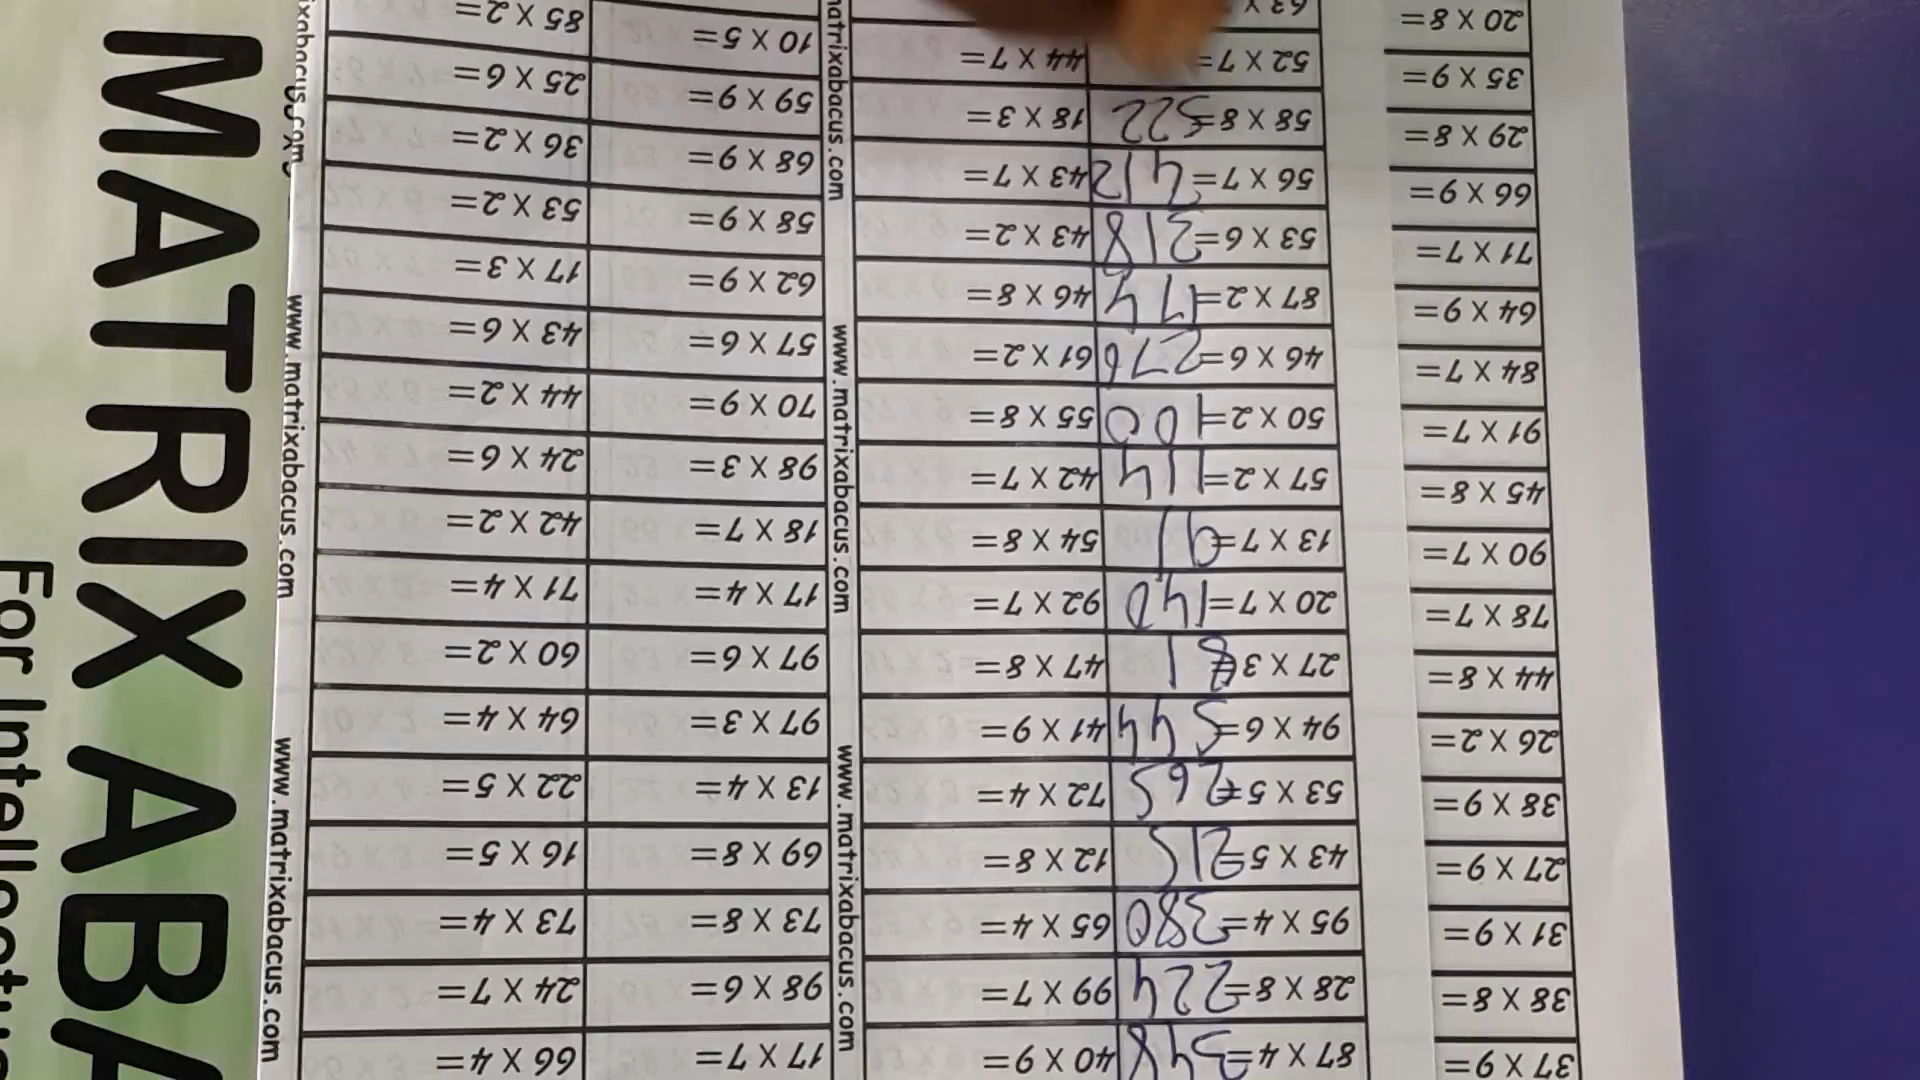 37 X 9=
38 X 8=
31 X 9=
27 X 9=
38 X 9=
26 X 2=
44 X 8=
78 X 7=
90 X 7=
45 X 8=
91 X 7=
84 X 7=
64 X 9=
71 X 7=
66 X 9=
29 X 8=
35 X 9=
20 X 8=
87 X 4=348 40 X 9=
28 X 8=224 99 X 7=
95 X 4=380 65 X 4=
43 X 5=215 12 X 8=
53 X 5=265 72 X 4=
94 X 6=544 41 X 9=
27 X 3=81 47 X 8=
20 X 7=140 92 X 7=
13 X 7=91 54 X 8=
57 X 2=114 42 X 7=
50 X 2=100 55 X 8=
46 X 6=276 61 X 2=
87 X 2=174 46 X 8=
53 X 6=318 43 X 2=
56 X 7=412 43 X 7=
58 X 8=522 18 X 3=
52 X 7= 44 X 7=
www.matrixabacus.com
www.matrixabacus.com
matrixabacus.com
17 X 7= 66 X 4=
98 X 6= 24 X 7=
73 X 8= 73 X 4=
69 X 8= 16 X 5=
13 X 4= 22 X 5=
97 X 3= 64 X 4=
97 X 6= 60 X 2=
17 X 4= 71 X 4=
18 X 7= 42 X 2=
98 X 3= 24 X 6=
70 X 9= 44 X 2=
57 X 6= 43 X 6=
62 X 9= 17 X 3=
58 X 9= 53 X 2=
68 X 9= 36 X 2=
59 X 9= 25 X 6=
10 X 5= 85 X 2=
www.matrixabacus.com
www.matrixabacus.com
MATRIX ABA
For Intellectu